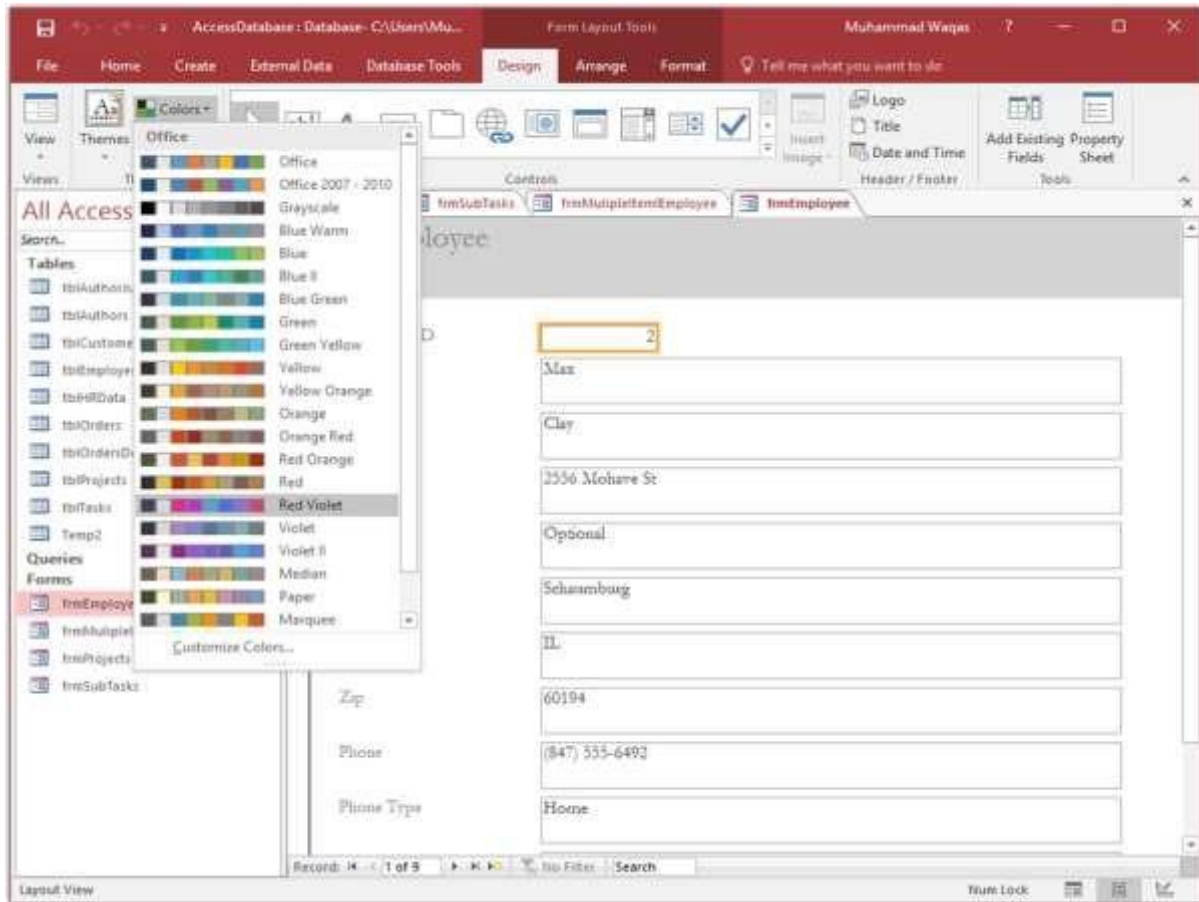 AccessDatabase : Database- C:\Users\Mu... Form Layout Tools Muhammad Waqas ?
File Home Create External Data Database Tools Design Arrange Format Tell me what you want to do
View
Themes
Colors
Insert Image
Logo
Title
Date and Time
Add Existing Fields
Property Sheet
Views Controls Header / Footer Tools
All Access
Search...
frmSubTasks frmMulipleItemEmployee frmEmployee
Tables
tblAuthors
tblCustome
tblEmploye
tblHRData
tblOrders
tblOrdersD
tblProjects
tblTasks
Temp2
Queries
Forms
frmEmploye
frmMuliplel
frmProjects
frmSubTasks
Office
Office
Office 2007 - 2010
Grayscale
Blue Warm
Blue
Blue II
Blue Green
Green
Green Yellow
Yellow
Yellow Orange
Orange
Orange Red
Red Orange
Red
Red Violet
Violet
Violet II
Median
Paper
Marquee
Customize Colors...
loyee
D 2
Max
Clay
2556 Mohave St
Optional
Schaumburg
IL
Zip 60194
Phone (847) 555-6492
Phone Type Home
Record: 1 of 9 No Filter Search
Layout View Num Lock